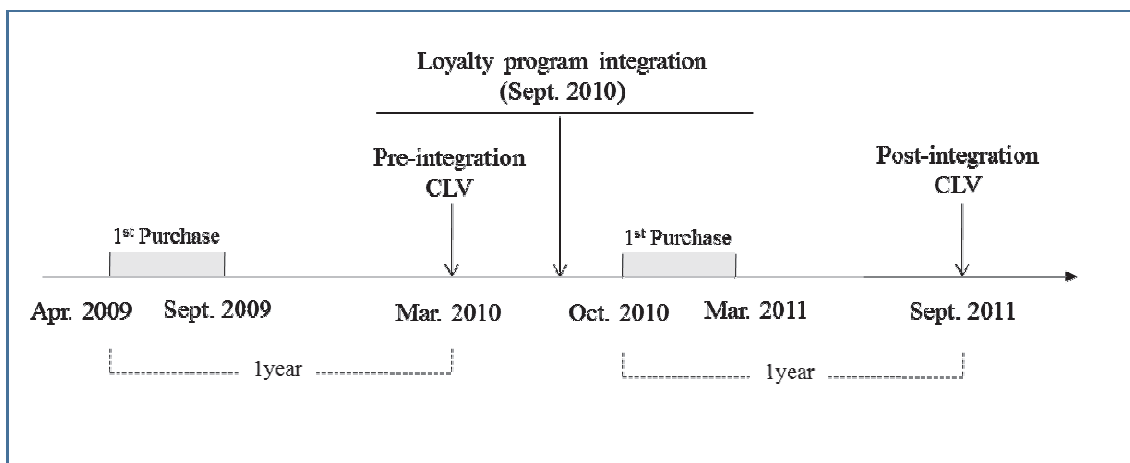 Loyalty program integration
(Sept. 2010)
Pre-integration
CLV
Post-integration
CLV
1st Purchase
1st Purchase
Apr. 2009
Sept. 2009
Mar. 2010
Oct. 2010
Mar. 2011
Sept. 2011
1year
1year